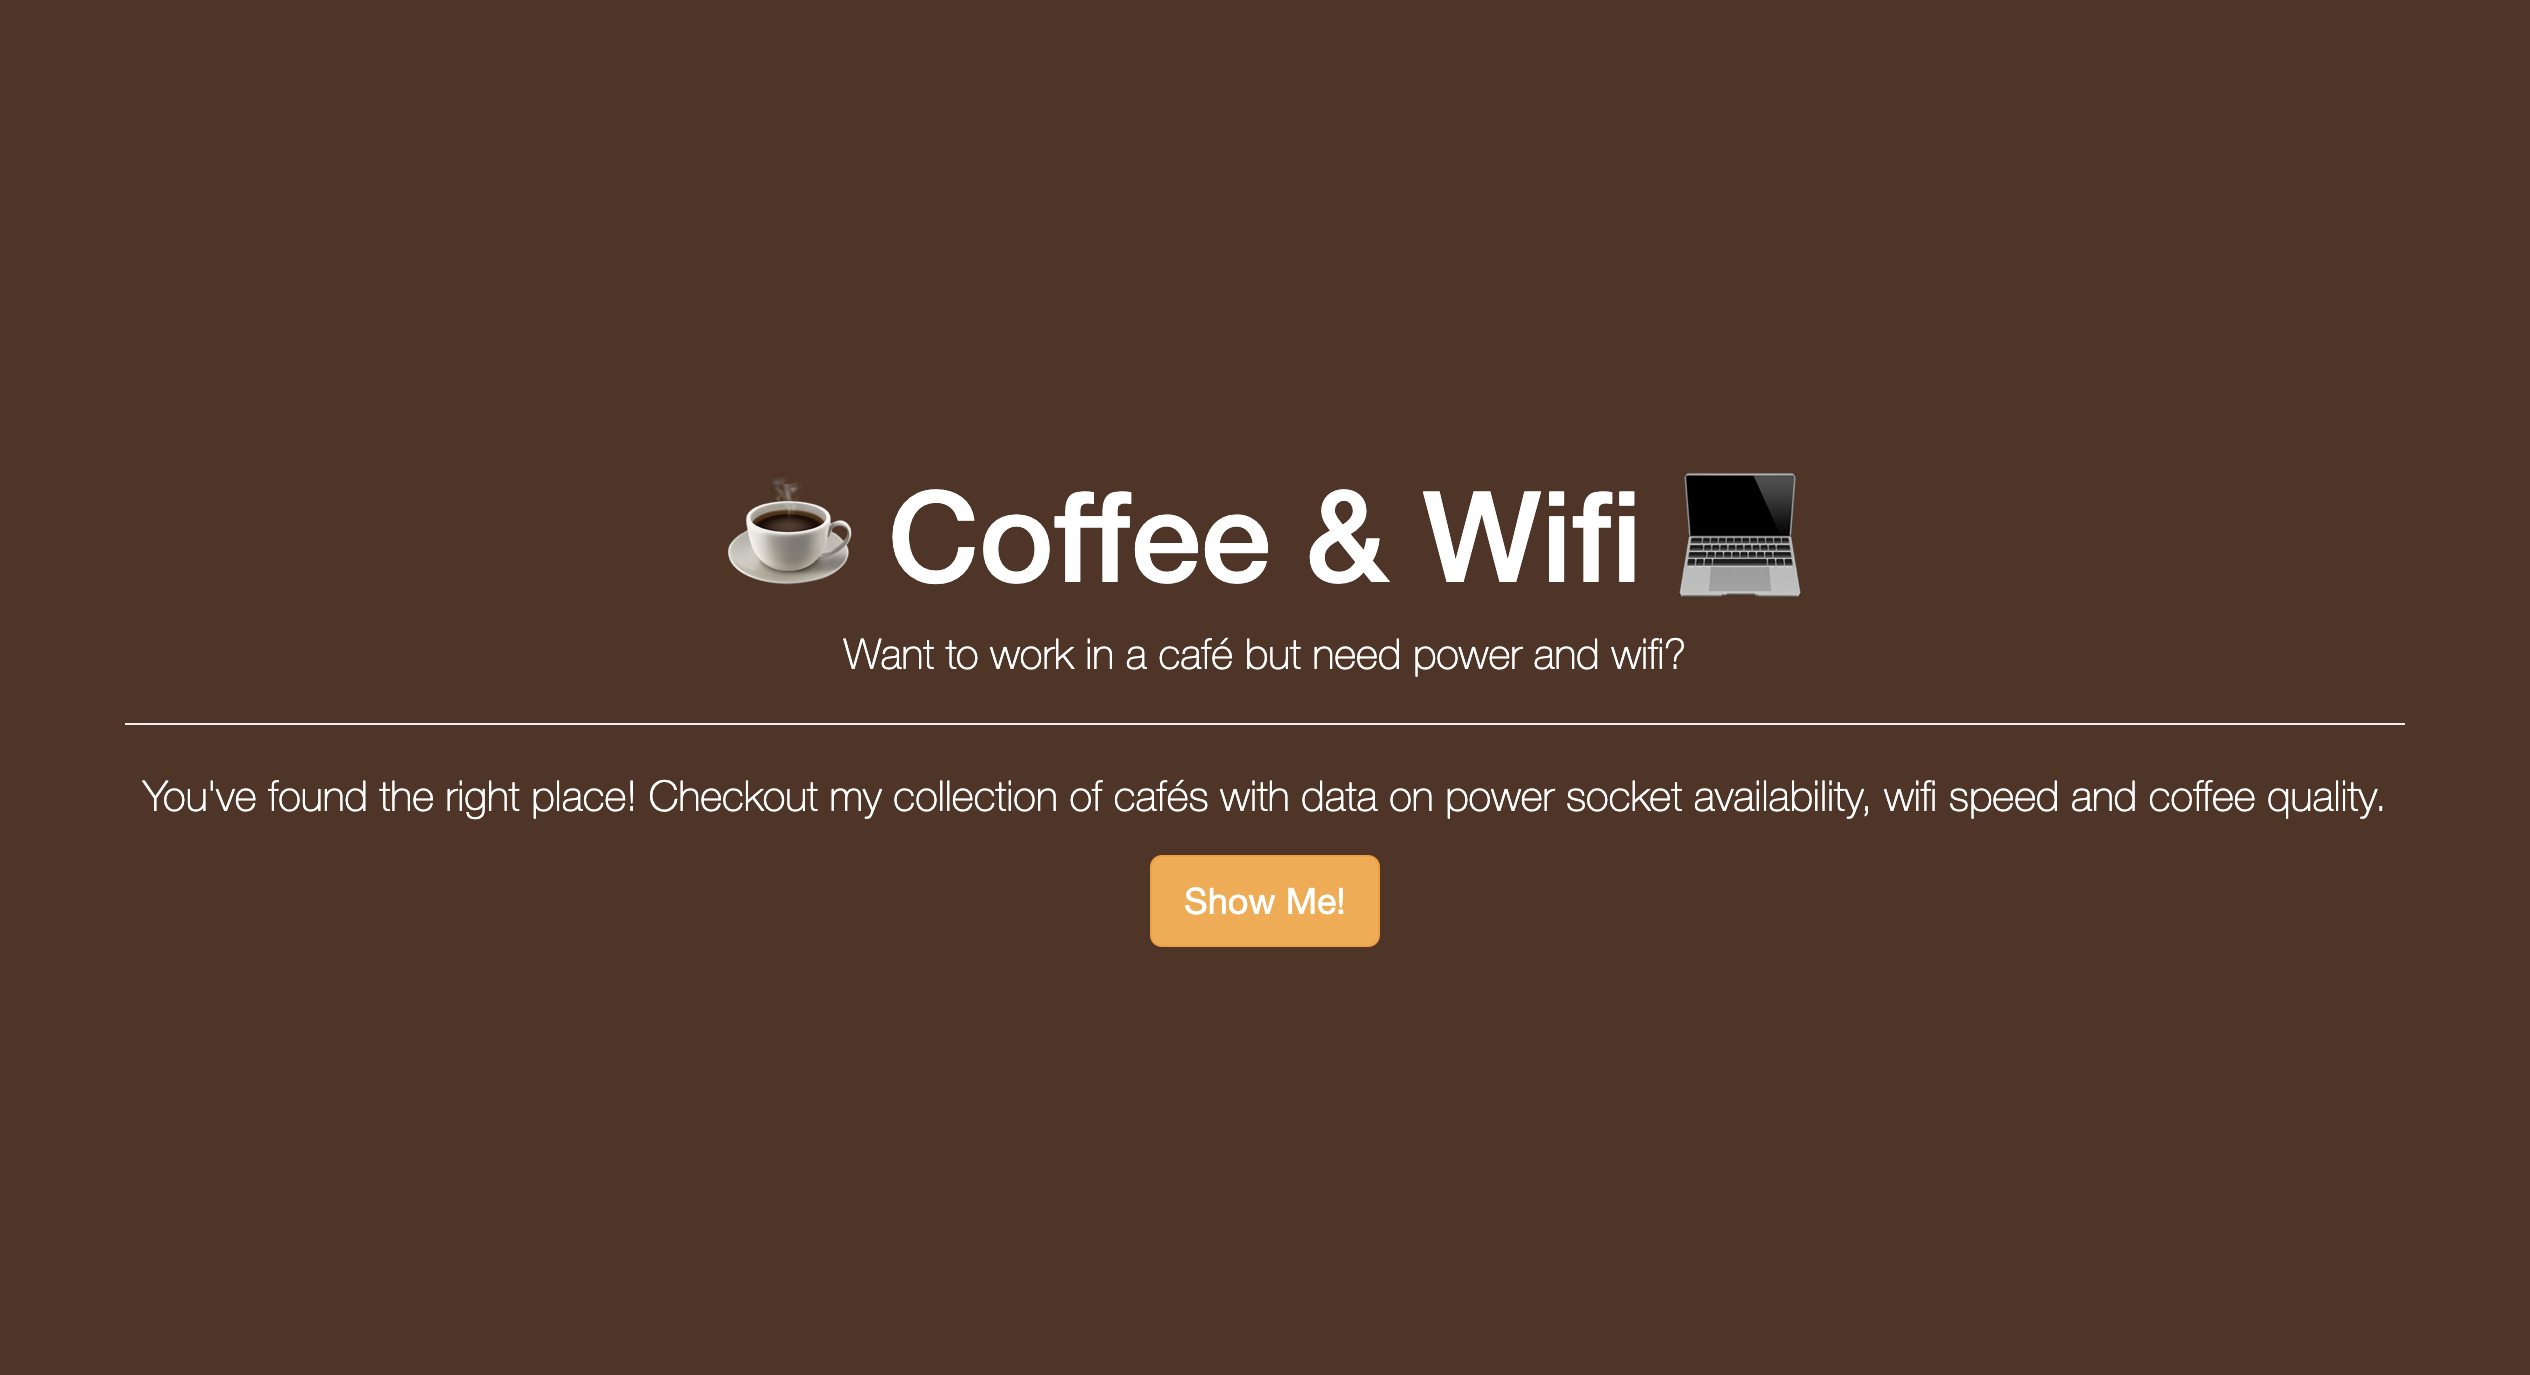 ☕ Coffee & Wifi 💻
Want to work in a café but need power and wifi?
You've found the right place! Checkout my collection of cafés with data on power socket availability, wifi speed and coffee quality.
Show Me!